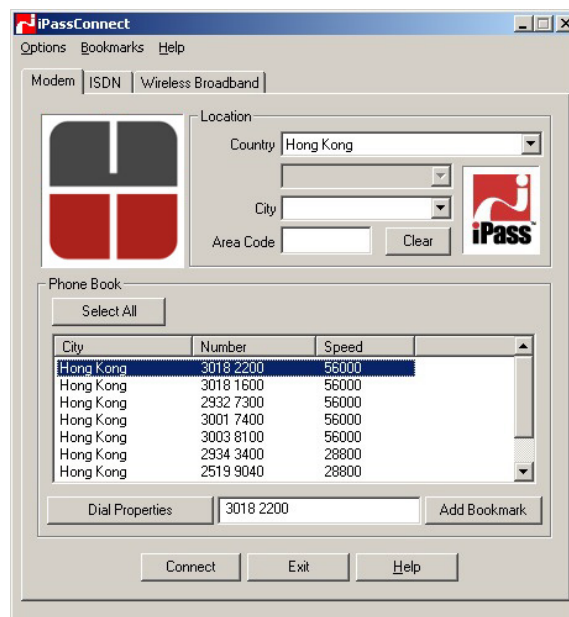 iPassConnect
Options Bookmarks Help
Modem ISDN Wireless Broadband
Location
Country Hong Kong
City
Area Code Clear
iPass™
Phone Book
Select All
City Number Speed
Hong Kong 3018 2200 56000
Hong Kong 3018 1600 56000
Hong Kong 2932 7300 56000
Hong Kong 3001 7400 56000
Hong Kong 3003 8100 56000
Hong Kong 2934 3400 28800
Hong Kong 2519 9040 28800
Dial Properties 3018 2200 Add Bookmark
Connect Exit Help